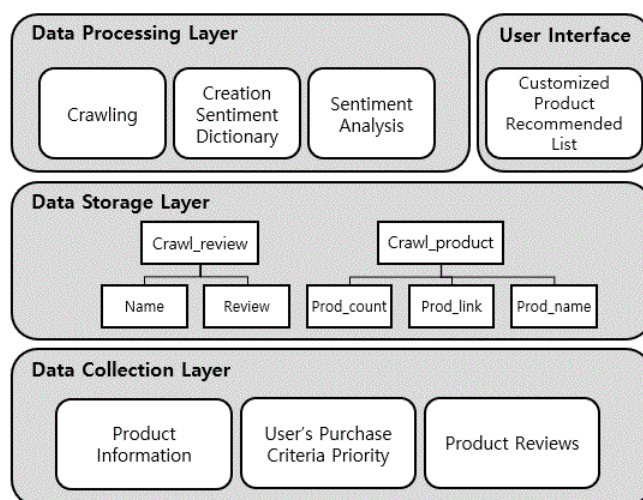 Data Processing Layer
Crawling
Creation
Sentiment
Dictionary
Sentiment
Analysis
User Interface
Customized
Product
Recommended
List
Data Storage Layer
Crawl_review
Name
Review
Crawl_product
Prod_count
Prod_link
Prod_name
Data Collection Layer
Product
Information
User's Purchase
Criteria Priority
Product Reviews